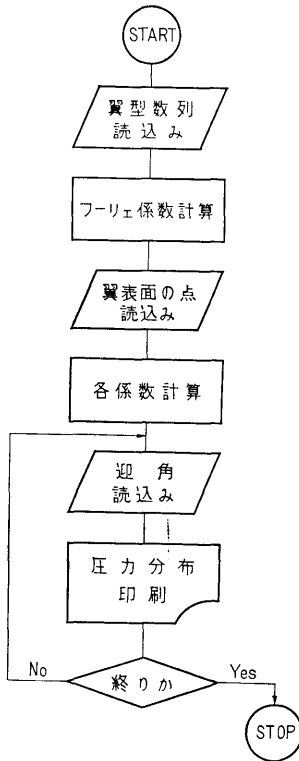 START
翼型数列
読込み
フーリェ係数計算
翼表面の点
読込み
各係数計算
迎角
読込み
圧力分布
印刷
終りか
No
Yes
STOP